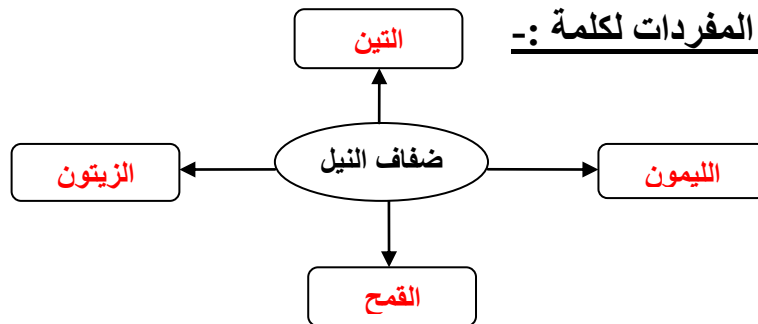 المفردات لكلمة :-
التين
الليمون
ضفاف النيل
الزيتون
القمح